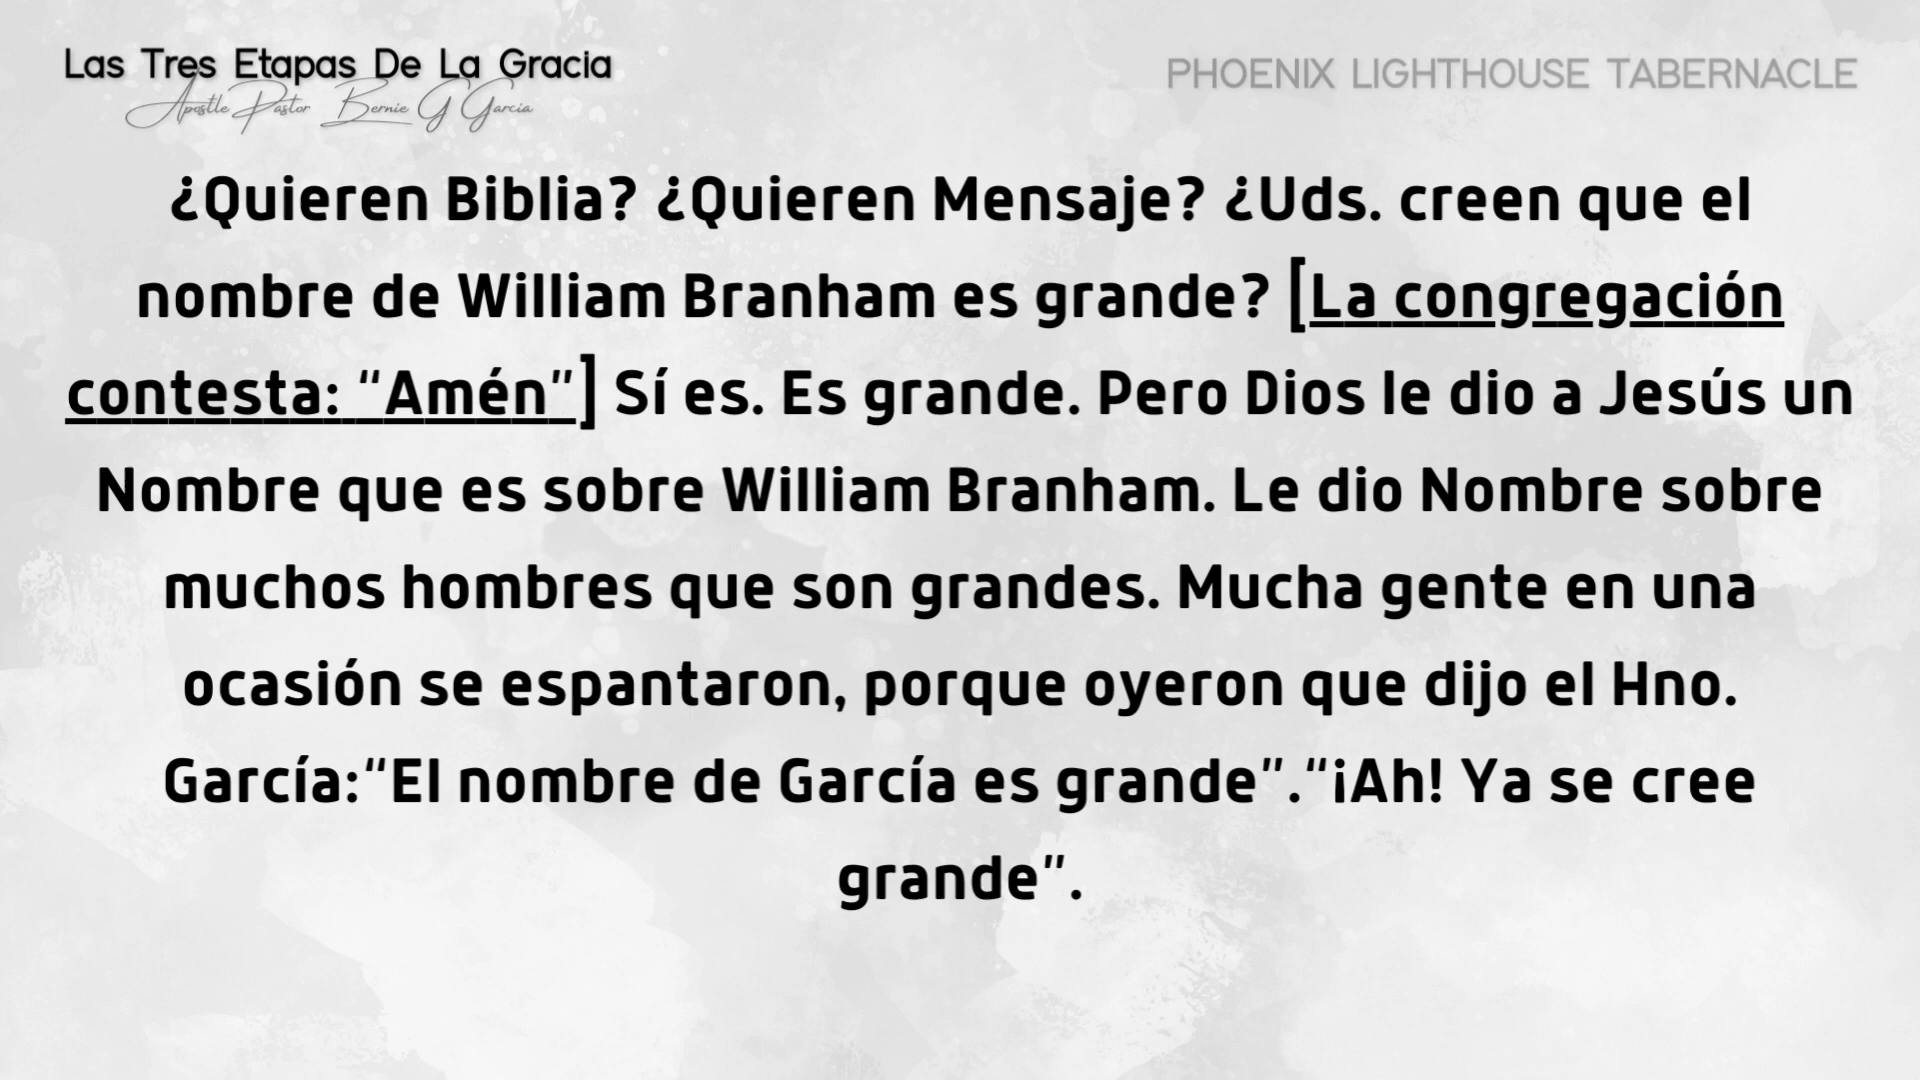 Las Tres Etapas De La Gracia
Apostle Pastor Bernie G Garcia
PHOENIX LIGHTHOUSE TABERNACLE
¿Quieren Biblia? ¿Quieren Mensaje? ¿Uds. creen que el
nombre de William Branham es grande? [La congregación
contesta: “Amén”] Sí es. Es grande. Pero Dios le dio a Jesús un
Nombre que es sobre William Branham. Le dio Nombre sobre
muchos hombres que son grandes. Mucha gente en una
ocasión se espantaron, porque oyeron que dijo el Hno.
García:“El nombre de García es grande”.“¡Ah! Ya se cree
grande”.